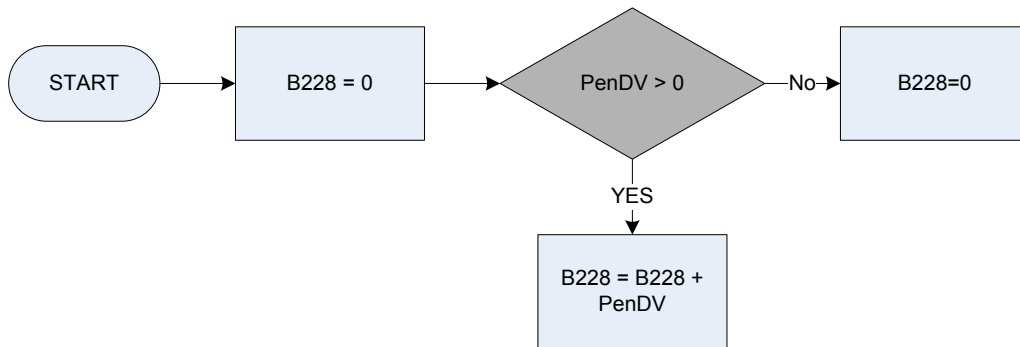 START
B228 = 0
PenDV > 0
No
B228=0
YES
B228 = B228 +
PenDV